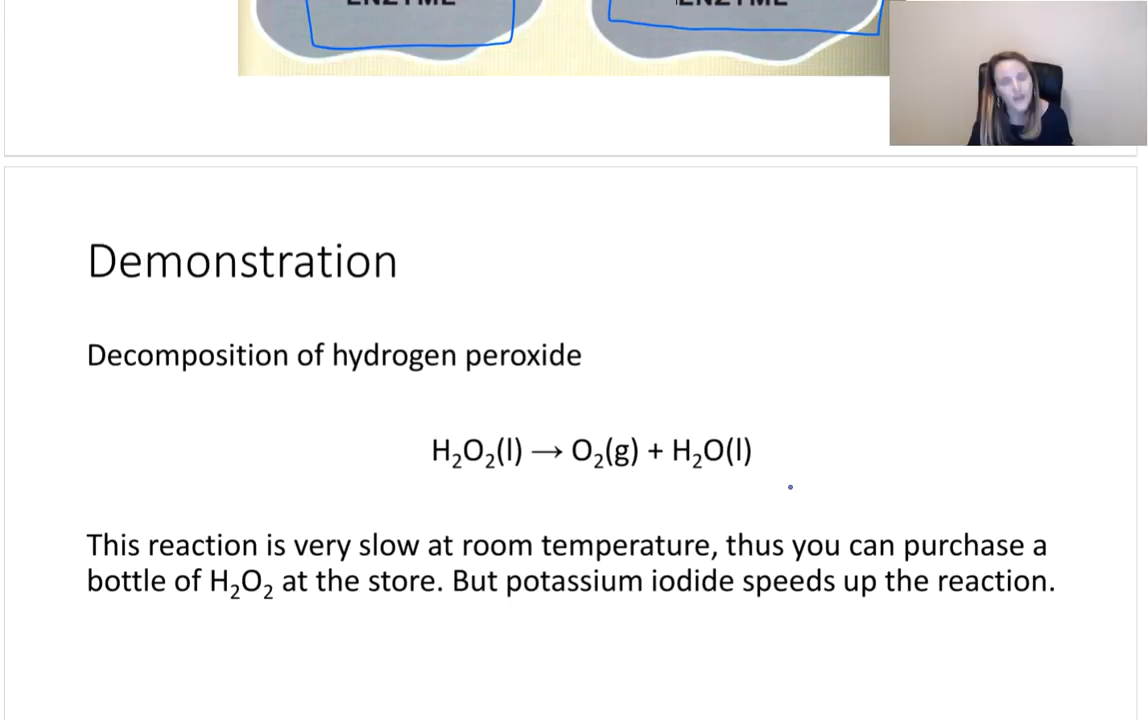 ENZYME ENZYME
Demonstration
Decomposition of hydrogen peroxide
H₂O₂(l) → O₂(g) + H₂O(l)
This reaction is very slow at room temperature, thus you can purchase a
bottle of H₂O₂ at the store. But potassium iodide speeds up the reaction.